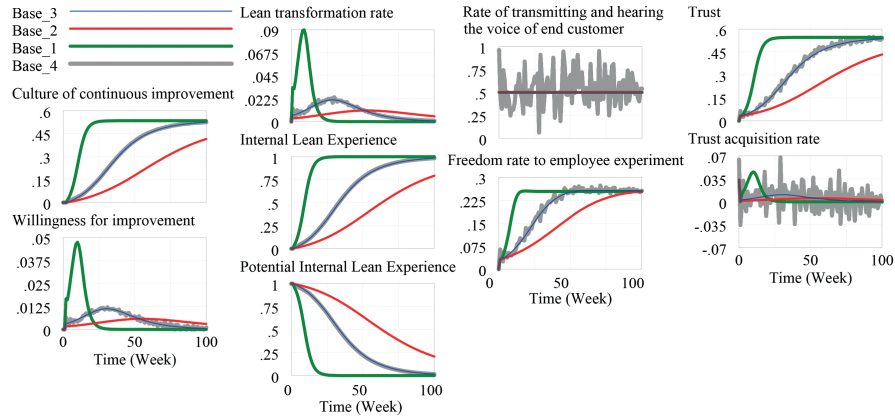 Base_3
Base_2
Base_1
Base_4
Culture of continuous improvement
.6
.45
.3
.15
0
Willingness for improvement
.05
.0375
.025
.0125
0
0 50 100
Time (Week)
Lean transformation rate
.09
.0675
.045
.0225
0
Internal Lean Experience
1
.75
.5
.25
0
Potential Internal Lean Experience
1
.75
.5
.25
0
0 50 100
Time (Week)
Rate of transmitting and hearing
the voice of end customer
1
.75
.5
.25
0
Freedom rate to employee experiment
.3
.225
.15
.075
0
0 50 100
Time (Week)
Trust
.6
.45
.3
.15
0
Trust acquisition rate
.07
.035
0
-.035
-.07
0 50 100
Time (Week)